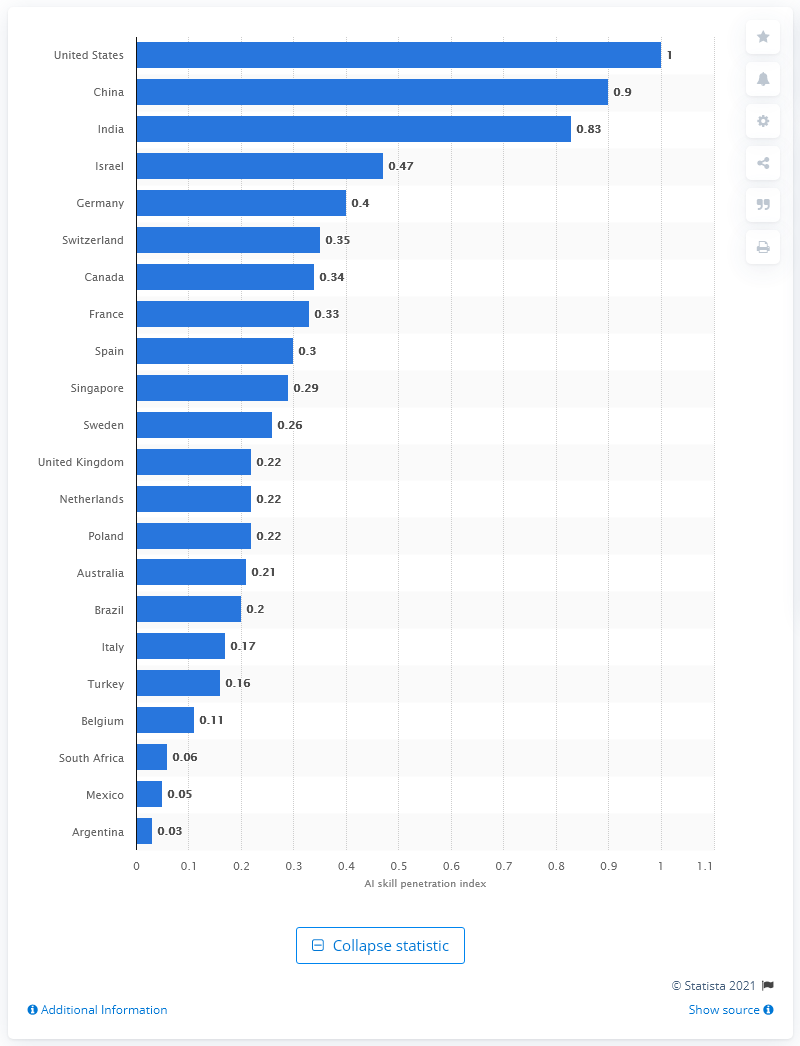 United States 1
China 0.9
India 0.83
Israel 0.47
Germany 0.4
Switzerland 0.35
Canada 0.34
France 0.33
Spain 0.3
Singapore 0.29
Sweden 0.26
United Kingdom 0.22
Netherlands 0.22
Poland 0.22
Australia 0.21
Brazil 0.2
Italy 0.17
Turkey 0.16
Belgium 0.11
South Africa 0.06
Mexico 0.05
Argentina 0.03
0 0.1 0.2 0.3 0.4 0.5 0.6 0.7 0.8 0.9 1 1.1
AI skill penetration index
Collapse statistic
© Statista 2021
Additional Information Show source